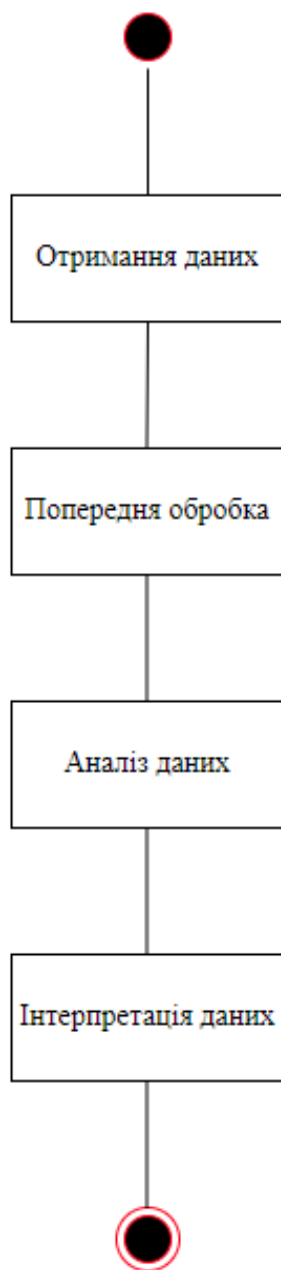 Отримання даних
Попередня обробка
Аналіз даних
Інтерпретація даних